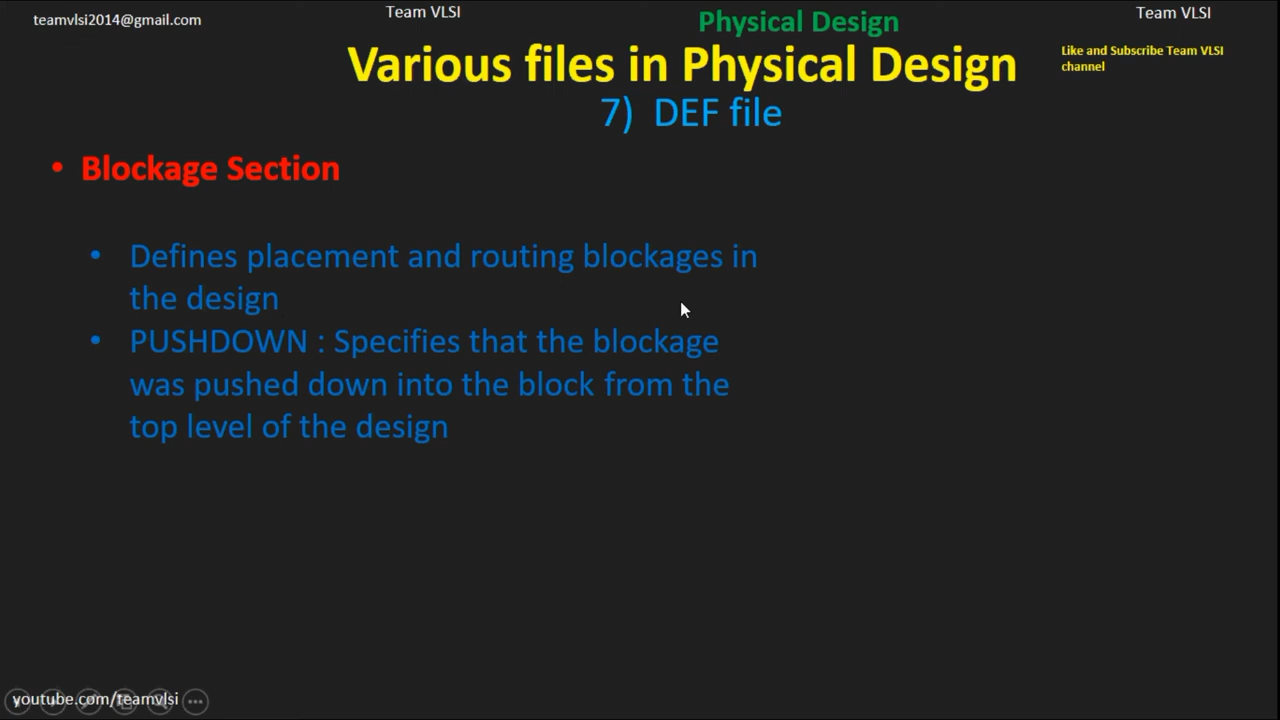 teamvlsi2014@gmail.com
Team VLSI
Physical Design
Team VLSI
Various files in Physical Design
Like and Subscribe Team VLSI
channel
7) DEF file
• Blockage Section
• Defines placement and routing blockages in
the design
• PUSHDOWN : Specifies that the blockage
was pushed down into the block from the
top level of the design
youtube.com/teamvlsi